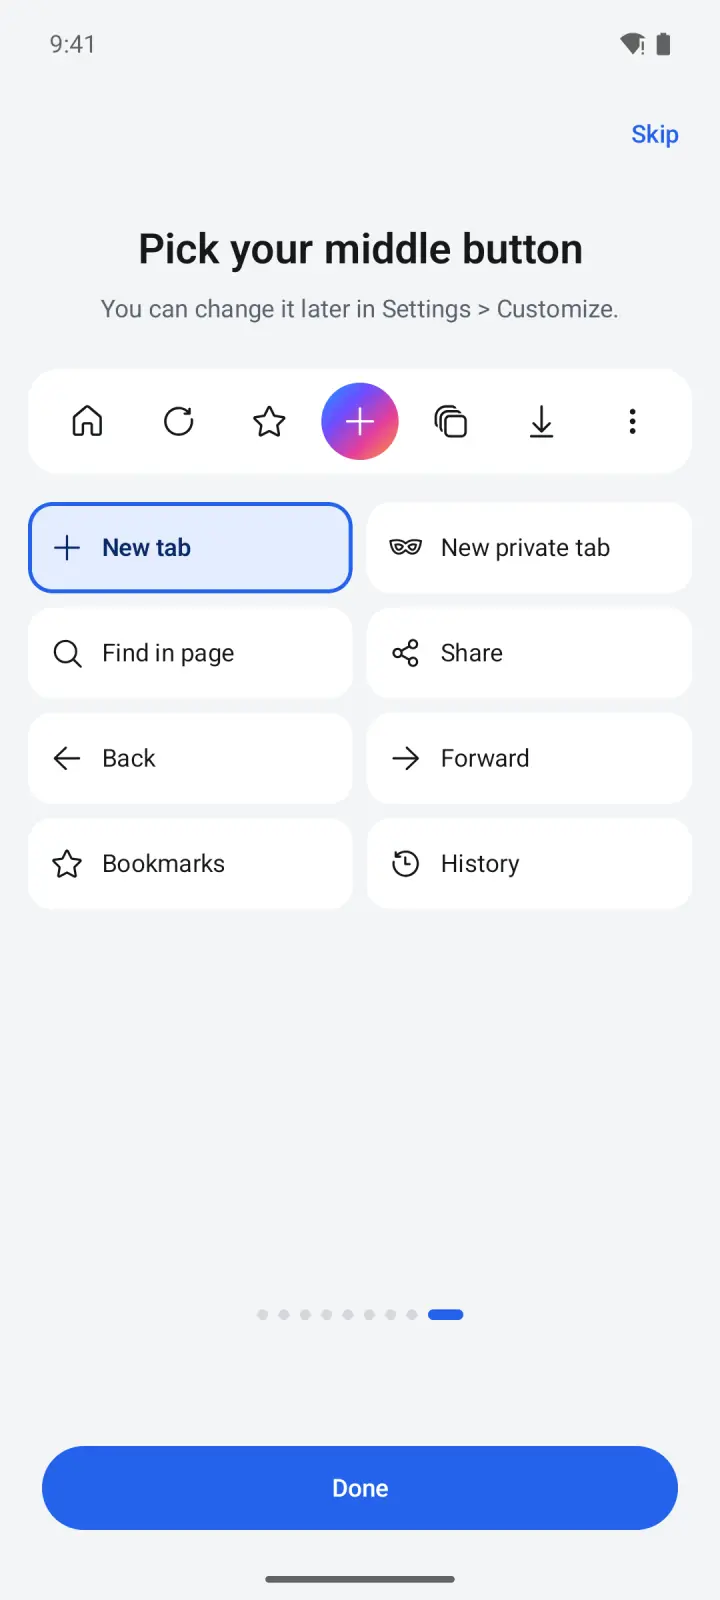 9:41
Skip
Pick your middle button
You can change it later in Settings > Customize.
New tab
New private tab
Find in page
Share
Back
Forward
Bookmarks
History
Done